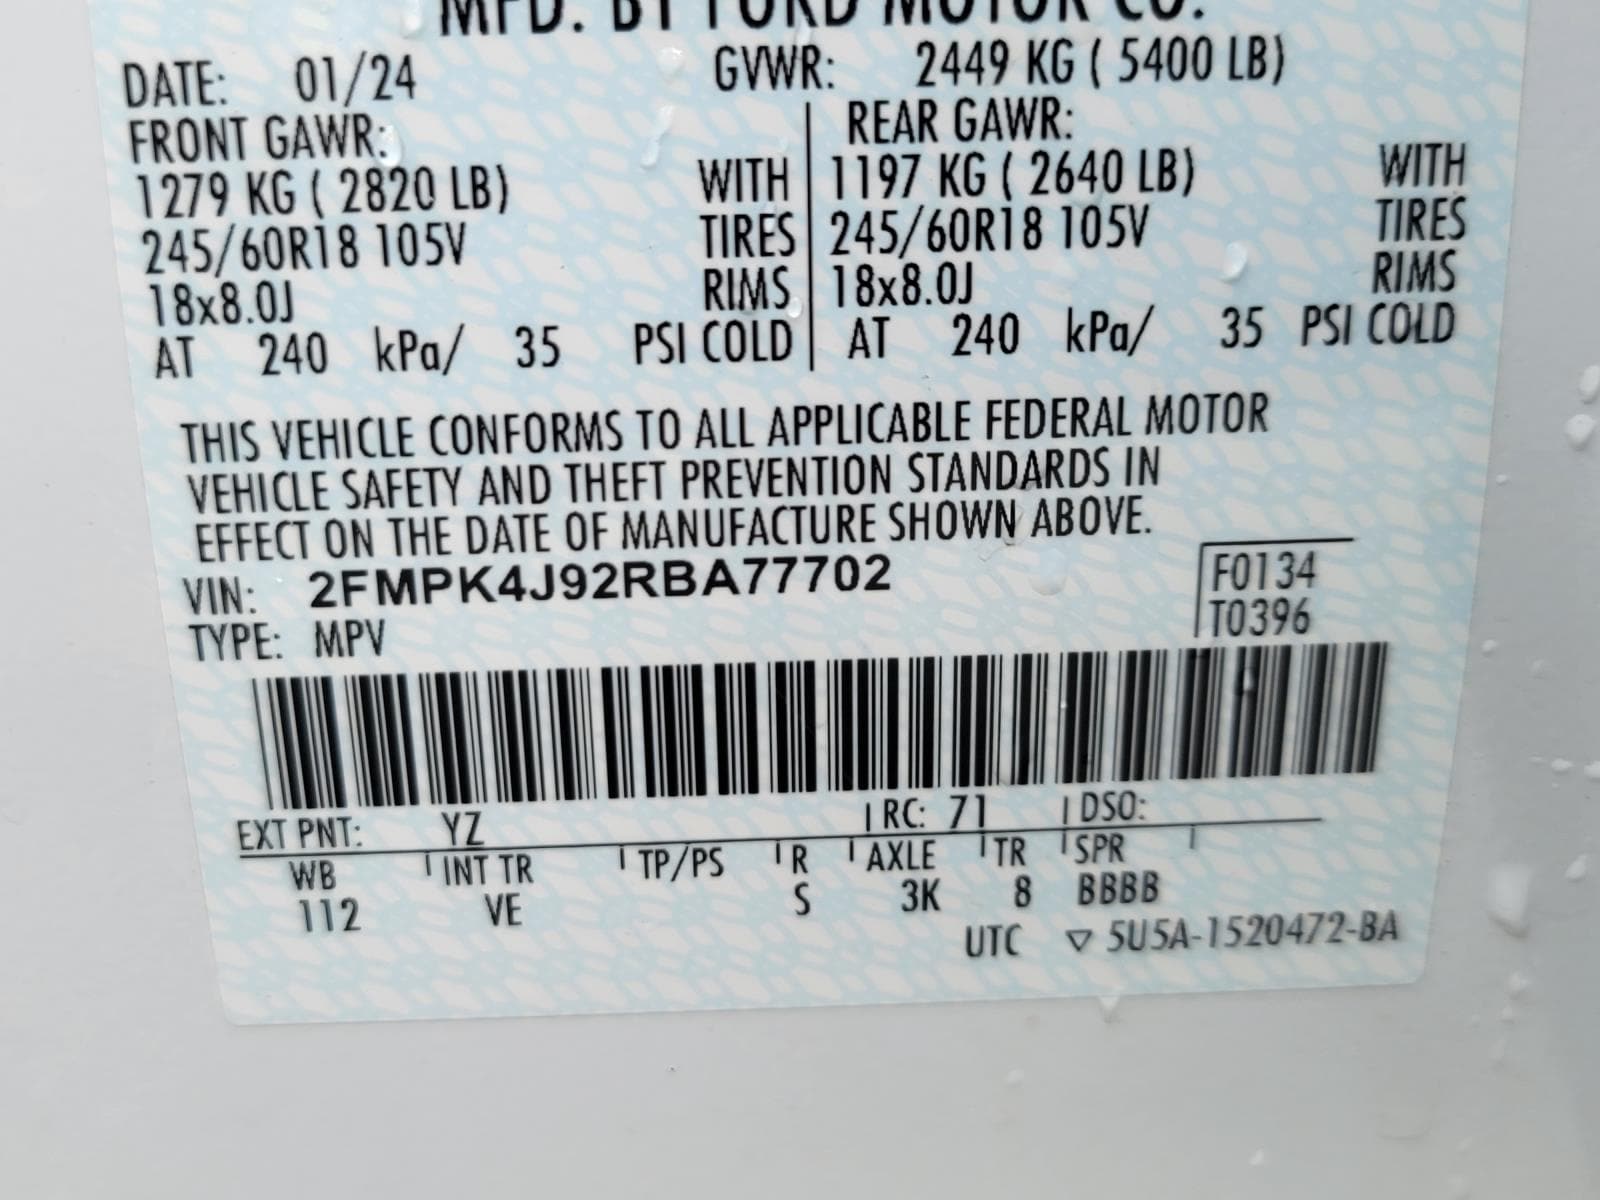 MFD. BY FORD MOTOR CO.
DATE: 01/24 GVWR: 2449 KG ( 5400 LB)
FRONT GAWR: REAR GAWR:
1279 KG ( 2820 LB) WITH 1197 KG ( 2640 LB) WITH
245/60R18 105V TIRES 245/60R18 105V TIRES
18x8.0J RIMS 18x8.0J RIMS
AT 240 kPa/ 35 PSI COLD AT 240 kPa/ 35 PSI COLD
THIS VEHICLE CONFORMS TO ALL APPLICABLE FEDERAL MOTOR
VEHICLE SAFETY AND THEFT PREVENTION STANDARDS IN
EFFECT ON THE DATE OF MANUFACTURE SHOWN ABOVE.
VIN: 2FMPK4J92RBA77702 F0134
TYPE: MPV T0396
EXT PNT: YZ RC: 71 DSO:
WB INT TR TP/PS R AXLE TR SPR
112 VE S 3K 8 BBBB
UTC ▽ 5U5A-1520472-BA